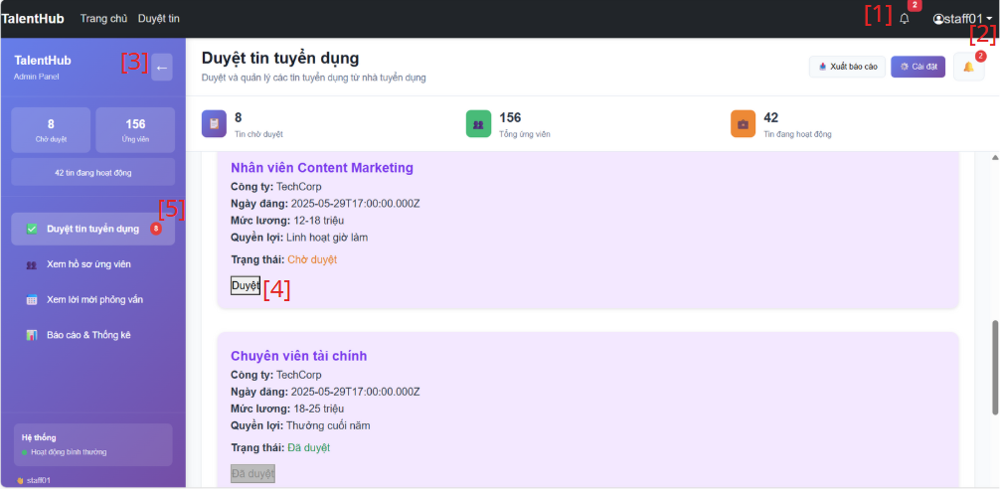 TalentHub Trang chủ Duyệt tin [1] 2 staff01
[2]
TalentHub
Admin Panel
[3] ←
8
Chờ duyệt
156
Ứng viên
42 tin đang hoạt động
[5]
Duyệt tin tuyển dụng 8
Xem hồ sơ ứng viên
Xem lời mời phỏng vấn
Báo cáo & Thống kê
Hệ thống
Hoạt động bình thường
staff01
Duyệt tin tuyển dụng
Duyệt và quản lý các tin tuyển dụng từ nhà tuyển dụng
Xuất báo cáo
Cài đặt
2
8
Tin chờ duyệt
156
Tổng ứng viên
42
Tin đang hoạt động
Nhân viên Content Marketing
Công ty: TechCorp
Ngày đăng: 2025-05-29T17:00:00.000Z
Mức lương: 12-18 triệu
Quyền lợi: Linh hoạt giờ làm
Trạng thái: Chờ duyệt
Duyệt [4]
Chuyên viên tài chính
Công ty: TechCorp
Ngày đăng: 2025-05-29T17:00:00.000Z
Mức lương: 18-25 triệu
Quyền lợi: Thưởng cuối năm
Trạng thái: Đã duyệt
Đã duyệt